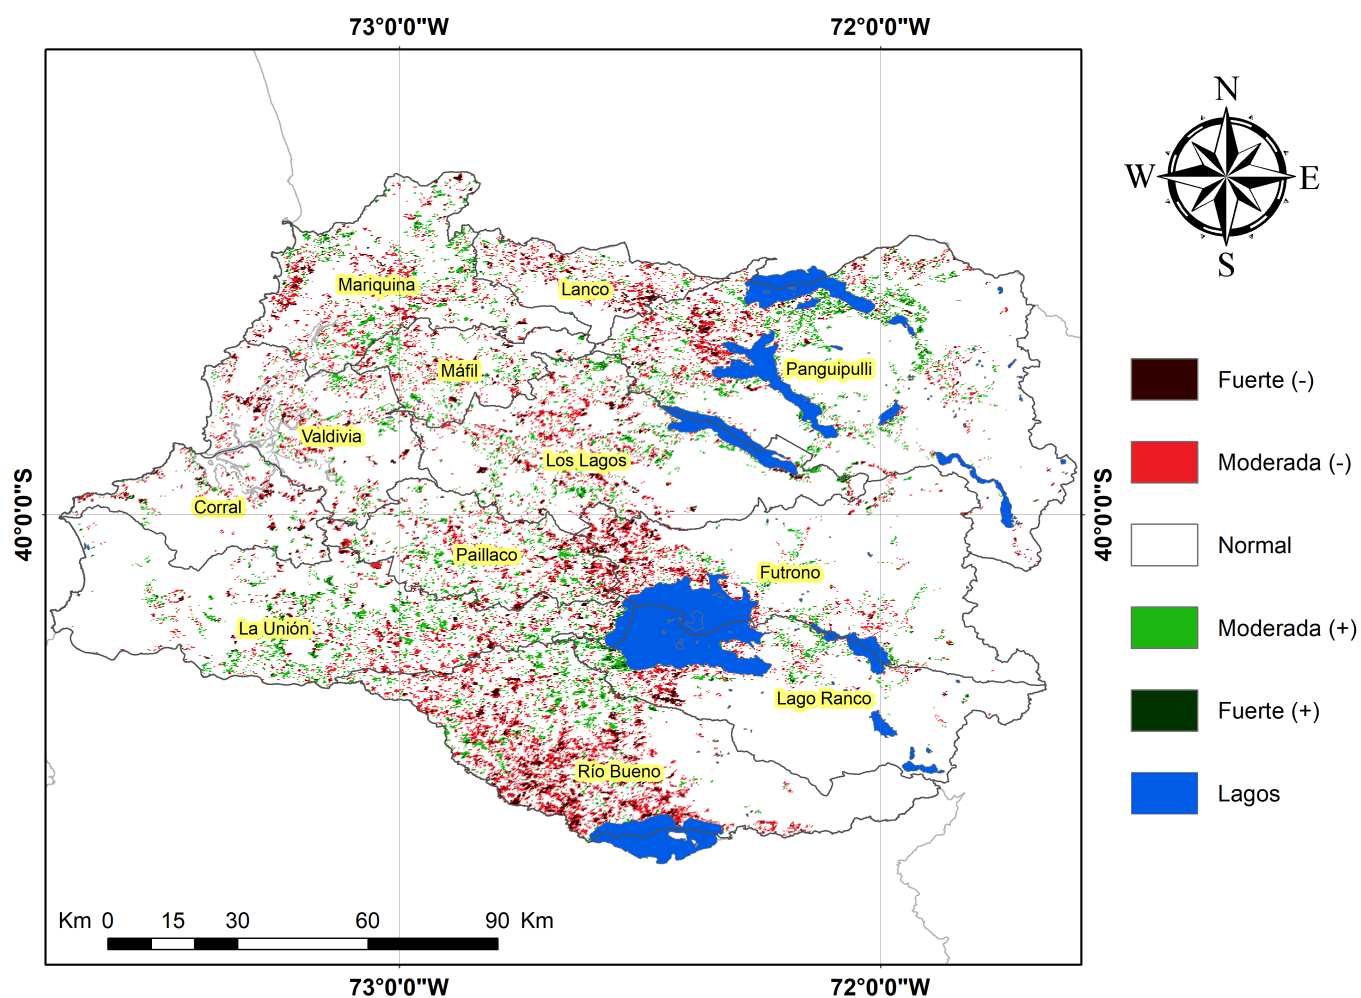 73°0'0"W
72°0'0"W
N
W
E
S
Mariquina
Lanco
Panguipulli
Máfil
Valdivia
Los Lagos
Corral
40°0'0"S
40°0'0"S
Paillaco
Futrono
La Unión
Lago Ranco
Río Bueno
Fuerte (-)
Moderada (-)
Normal
Moderada (+)
Fuerte (+)
Lagos
Km 0 15 30 60 90 Km
73°0'0"W
72°0'0"W